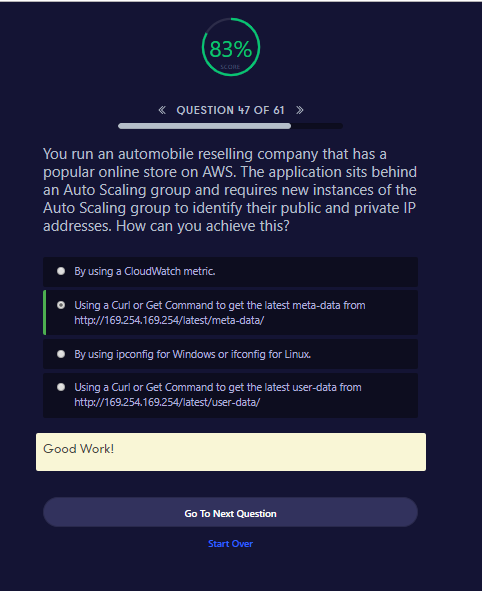 83%
SCORE
« QUESTION 47 OF 61 »
You run an automobile reselling company that has a
popular online store on AWS. The application sits behind
an Auto Scaling group and requires new instances of the
Auto Scaling group to identify their public and private IP
addresses. How can you achieve this?
By using a CloudWatch metric.
Using a Curl or Get Command to get the latest meta-data from
http://169.254.169.254/latest/meta-data/
By using ipconfig for Windows or ifconfig for Linux.
Using a Curl or Get Command to get the latest user-data from
http://169.254.169.254/latest/user-data/
Good Work!
Go To Next Question
Start Over